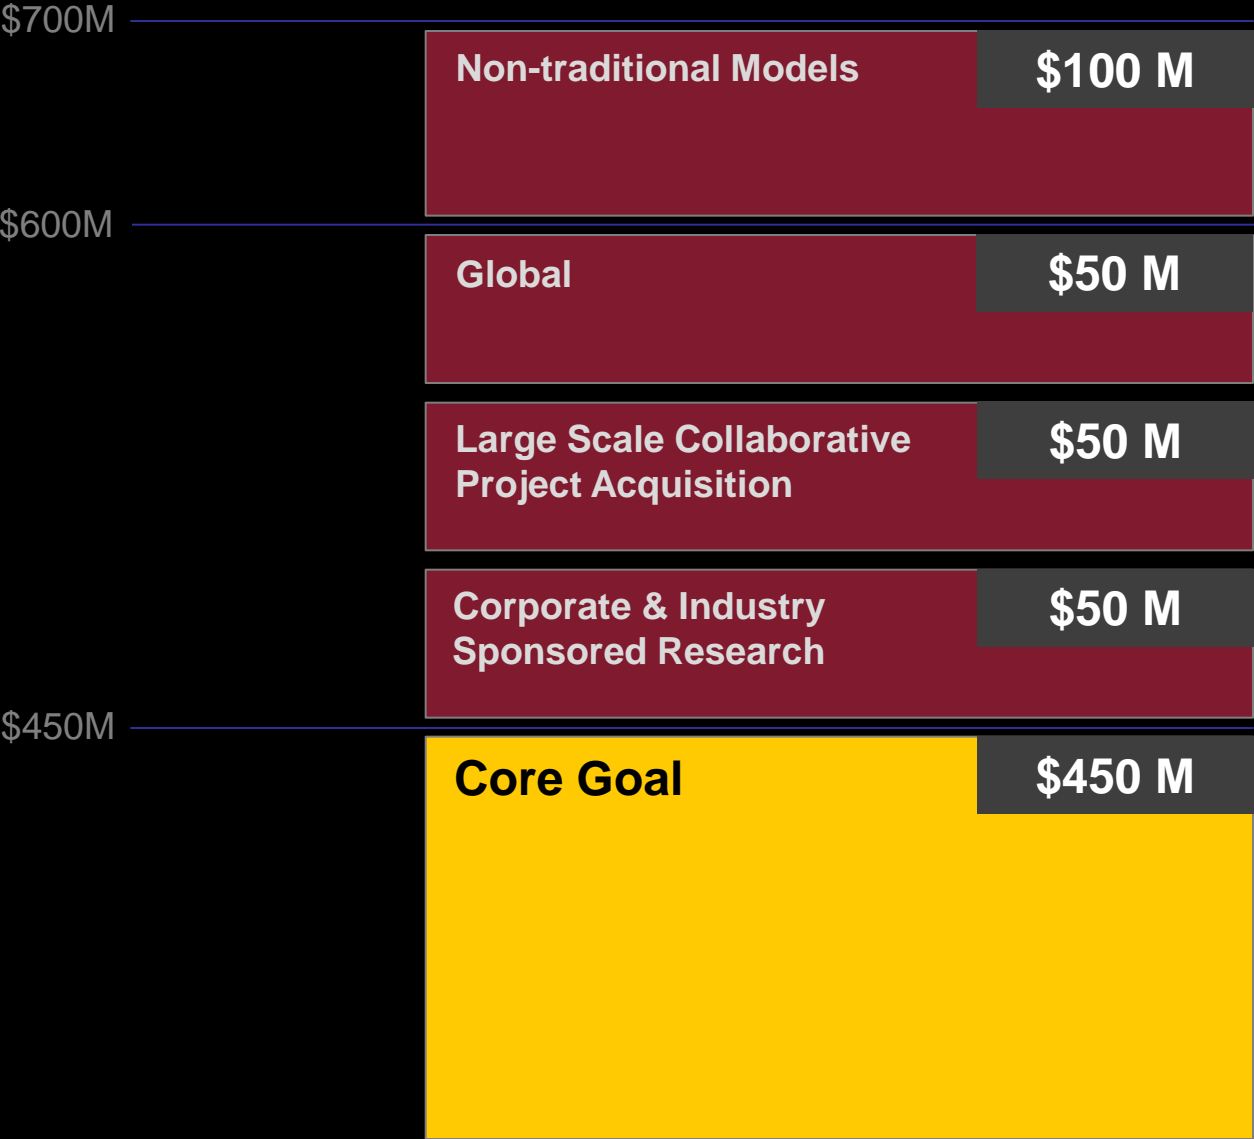 $700M
Non-traditional Models
$100 M
$600M
Global
$50 M
Large Scale Collaborative
Project Acquisition
$50 M
Corporate & Industry
Sponsored Research
$50 M
$450M
Core Goal
$450 M